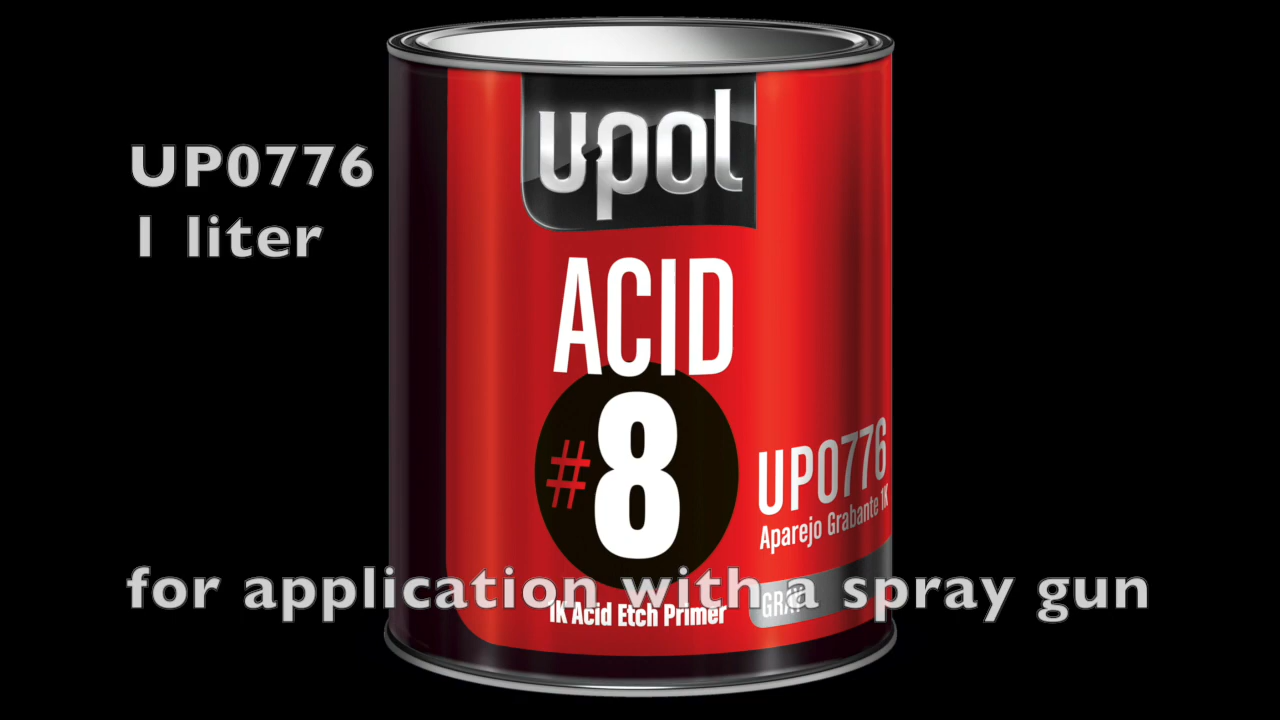 upol
UP0776
1 liter
ACID
#8
UP0776
Aparejo Grabante 1K
for application with a spray gun
1K Acid Etch Primer
GRAY